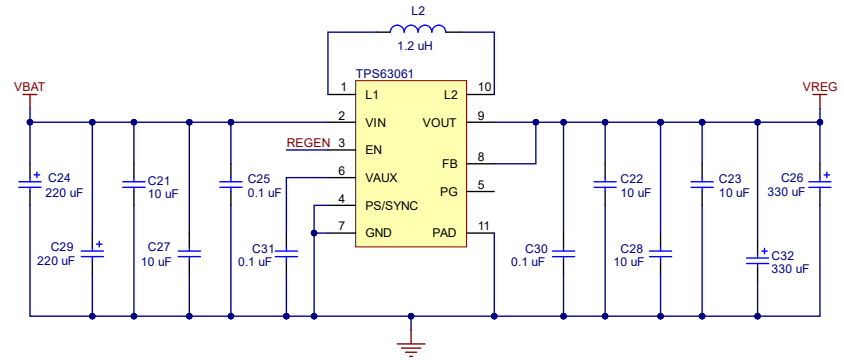 L2
1.2 uH
TPS63061
VBAT
VREG
1
L1
L2
10
2
VIN
VOUT
9
REGEN
3
EN
FB
8
6
VAUX
PG
5
4
PS/SYNC
7
GND
PAD
11
C24
220 uF
C21
10 uF
C25
0.1 uF
C22
10 uF
C23
10 uF
C26
330 uF
C29
220 uF
C27
10 uF
C31
0.1 uF
C30
0.1 uF
C28
10 uF
C32
330 uF